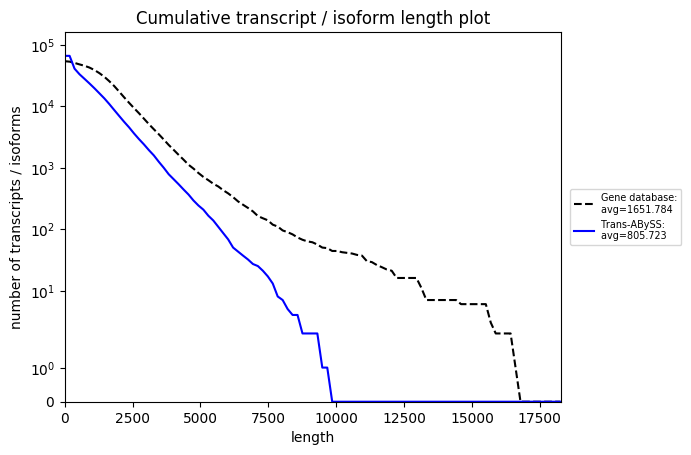 Cumulative transcript / isoform length plot
number of transcripts / isoforms
10^5
10^4
10^3
10^2
10^1
10^0
0
0 2500 5000 7500 10000 12500 15000 17500
length
Gene database:
avg=1651.784
Trans-ABySS:
avg=805.723